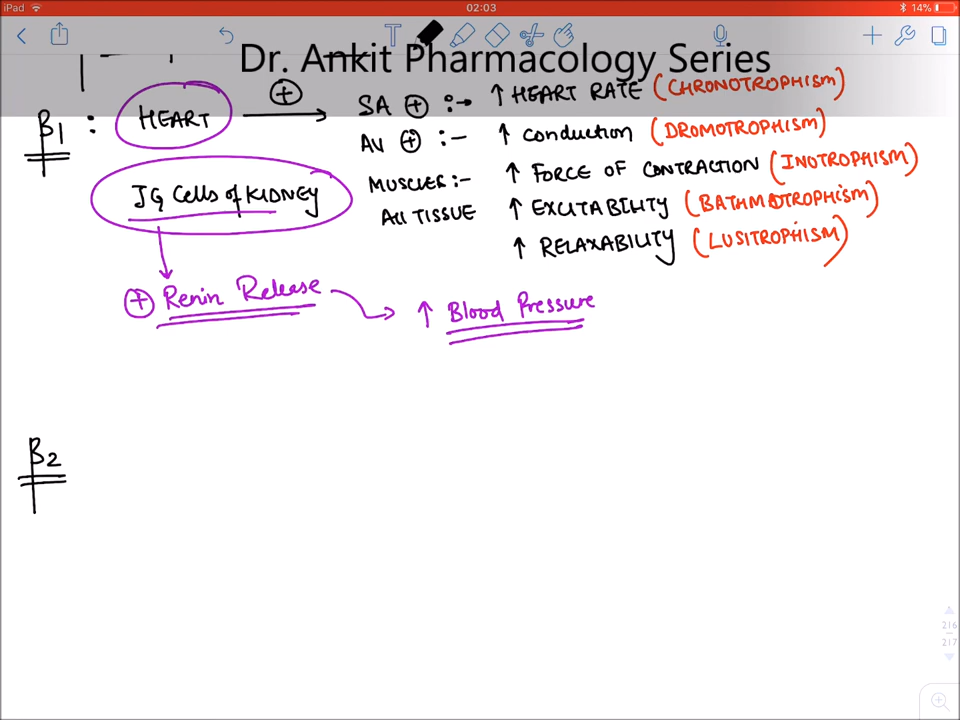 iPad 02:03 14%
Dr. Ankit Pharmacology Series
β1 : HEART + SA + :→ ↑ HEART RATE (CHRONOTROPHISM)
AV + :- ↑ conduction (DROMOTROPHISM)
MUSCLES:- ↑ FORCE OF CONTRACTION (INOTROPHISM)
JG Cells of KIDNEY
All TISSUE ↑ EXCITABILITY (BATHMOTROPHISM)
↑ RELAXABILITY (LUSITROPHISM)
+ Renin Release ↑ Blood Pressure
β2
216
217